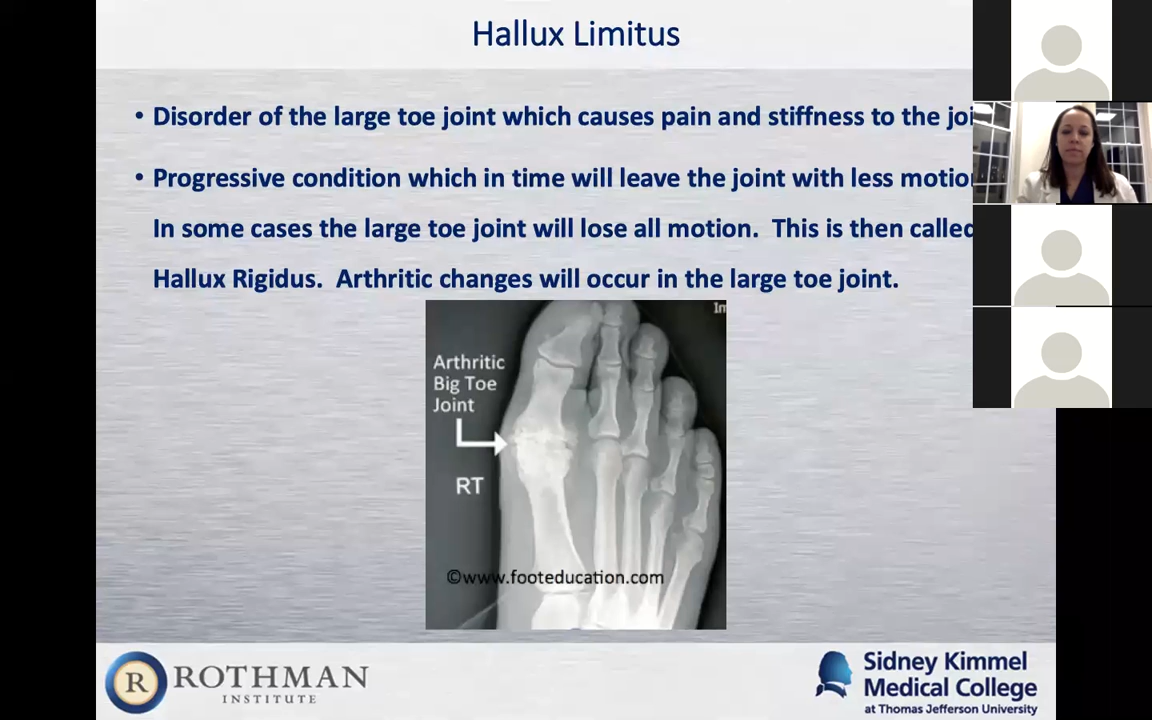 Hallux Limitus
• Disorder of the large toe joint which causes pain and stiffness to the
• Progressive condition which in time will leave the joint with less
In some cases the large toe joint will lose all motion.  This is then called
Hallux Rigidus.  Arthritic changes will occur in the large toe joint.
Arthritic
Big Toe
Joint
RT
©www.footeducation.com
R ROTHMAN
INSTITUTE
Sidney Kimmel
Medical College
at Thomas Jefferson University